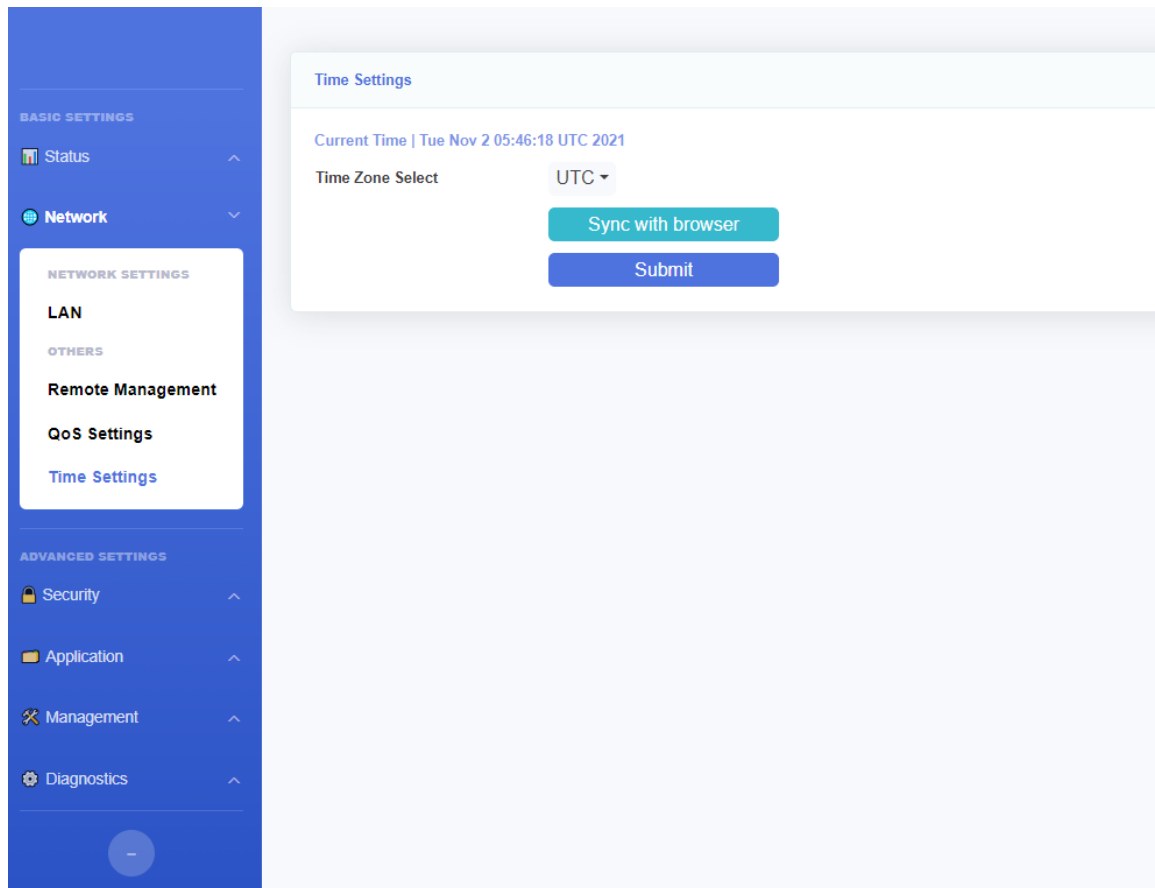 BASIC SETTINGS
Status
Network
NETWORK SETTINGS
LAN
OTHERS
Remote Management
QoS Settings
Time Settings
ADVANCED SETTINGS
Security
Application
Management
Diagnostics
Time Settings
Current Time | Tue Nov 2 05:46:18 UTC 2021
Time Zone Select UTC
Sync with browser
Submit